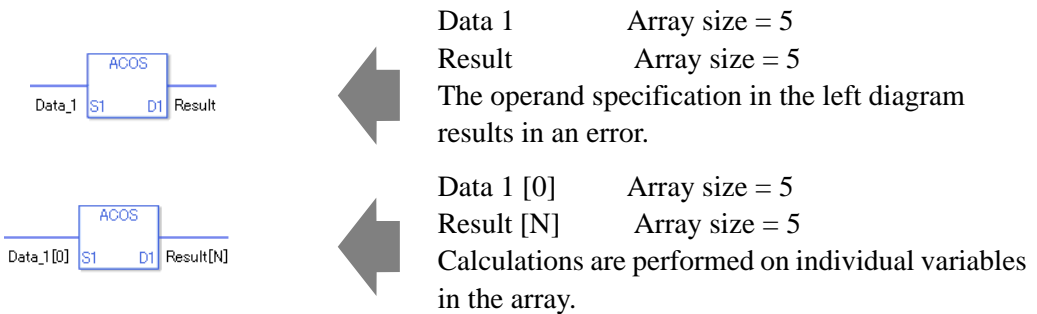 Data 1 Array size = 5
Result Array size = 5
The operand specification in the left diagram
results in an error.
ACOS
Data_1 S1 D1 Result
Data 1 [0] Array size = 5
Result [N] Array size = 5
Calculations are performed on individual variables
in the array.
ACOS
Data_1[0] S1 D1 Result[N]